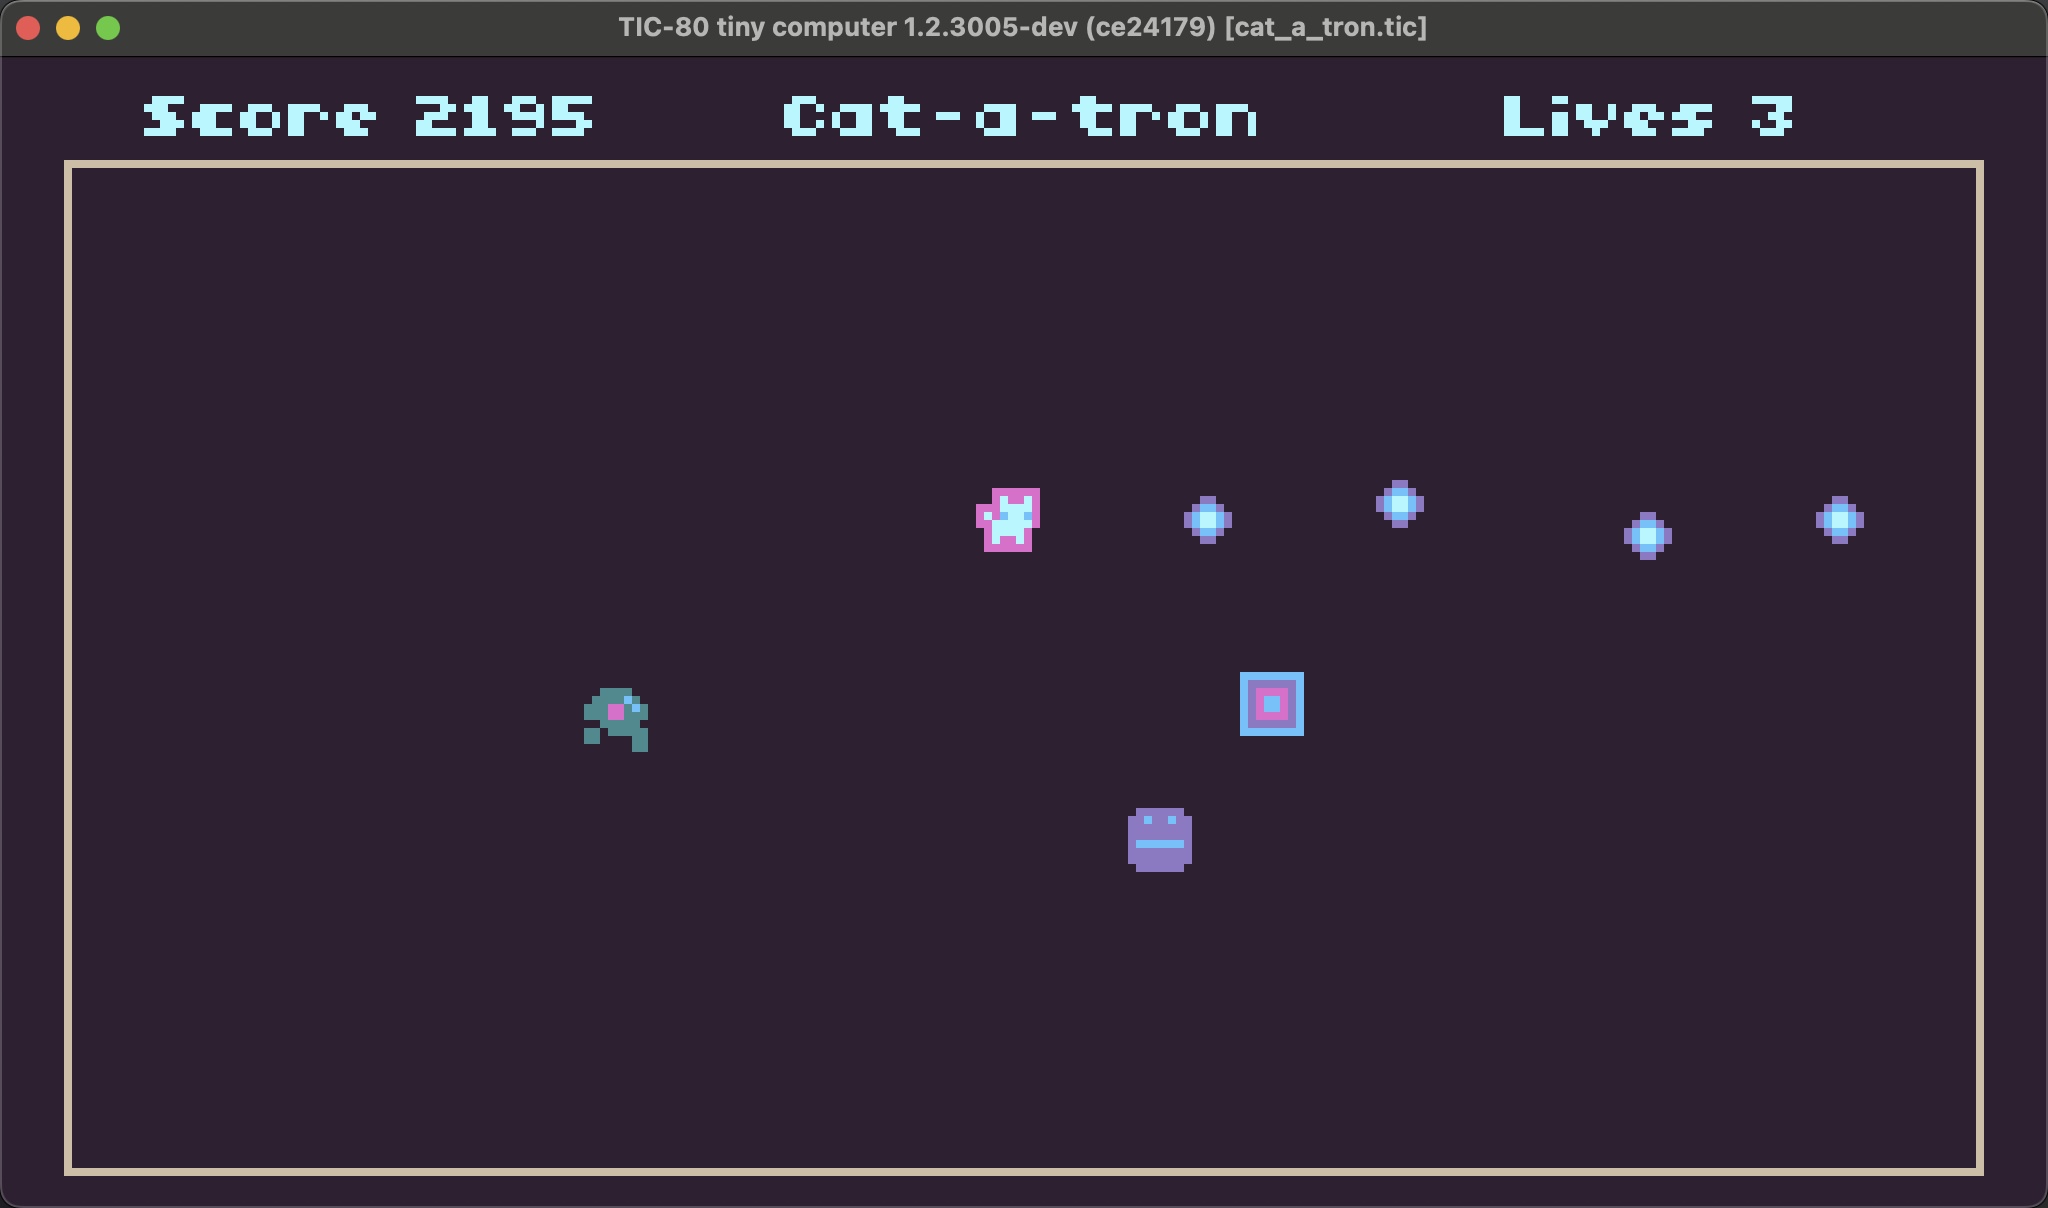 TIC-80 tiny computer 1.2.3005-dev (ce24179) [cat_a_tron.tic]
Score 2195 Cat-a-tron Lives 3